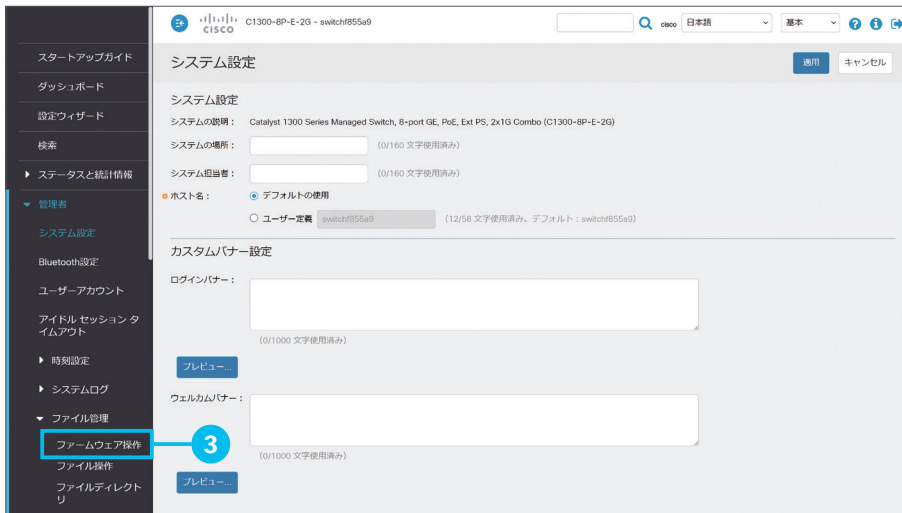 CISCO
C1300-8P-E-2G - switchf855a9
cisco
日本語
基本
スタートアップガイド
ダッシュボード
設定ウィザード
検索
ステータスと統計情報
管理者
システム設定
Bluetooth設定
ユーザーアカウント
アイドル セッション タ
イムアウト
時刻設定
システムログ
ファイル管理
ファームウェア操作
ファイル操作
ファイルディレクト
リ
3
システム設定
適用
キャンセル
システム設定
システムの説明： Catalyst 1300 Series Managed Switch, 8-port GE, PoE, Ext PS, 2x1G Combo (C1300-8P-E-2G)
システムの場所： (0/160 文字使用済み)
システム担当者： (0/160 文字使用済み)
ホスト名： デフォルトの使用
ユーザー定義 switchf855a9 (12/58 文字使用済み。デフォルト：switchf855a9)
カスタムバナー設定
ログインバナー：
(0/1000 文字使用済み)
プレビュー...
ウェルカムバナー：
(0/1000 文字使用済み)
プレビュー...